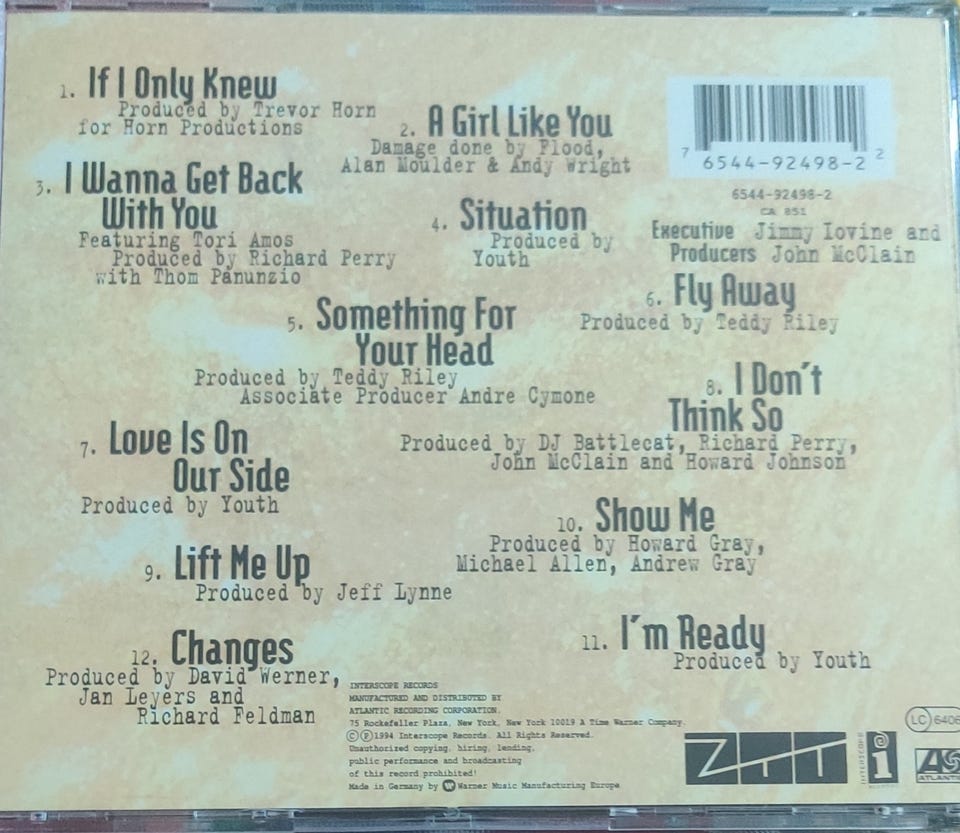 1. If I Only Knew
Produced by Trevor Horn
for Horn Productions
2. A Girl Like You
Damage done by Flood,
Alan Moulder & Andy Wright
7 6544-92498-2 2
6544-92498-2
CA 851
Executive Jimmy Iovine and
Producers John McClain
3. I Wanna Get Back
With You
Featuring Tori Amos
Produced by Richard Perry
with Thom Panunzio
4. Situation
Produced by
Youth
5. Something For
Your Head
Produced by Teddy Riley
Associate Producer Andre Cymone
6. Fly Away
Produced by Teddy Riley
7. Love Is On
Our Side
Produced by Youth
8. I Don't
Think So
Produced by DJ Battlecat, Richard Perry,
John McClain and Howard Johnson
9. Lift Me Up
Produced by Jeff Lynne
10. Show Me
Produced by Howard Gray,
Michael Allen, Andrew Gray
11. I'm Ready
Produced by Youth
12. Changes
Produced by David Werner,
Jan Leyers and
Richard Feldman
INTERSCOPE RECORDS
MANUFACTURED AND DISTRIBUTED BY
ATLANTIC RECORDING CORPORATION.
75 Rockefeller Plaza, New York, New York 10019 A Time Warner Company.
©℗1994 Interscope Records. All Rights Reserved.
Unauthorized copying, hiring, lending,
public performance and broadcasting
of this record prohibited!
Made in Germany by Warner Music Manufacturing Europe
ZTT
INTERSCOPE
RECORDS
i
LC 6406
ATLANTIC